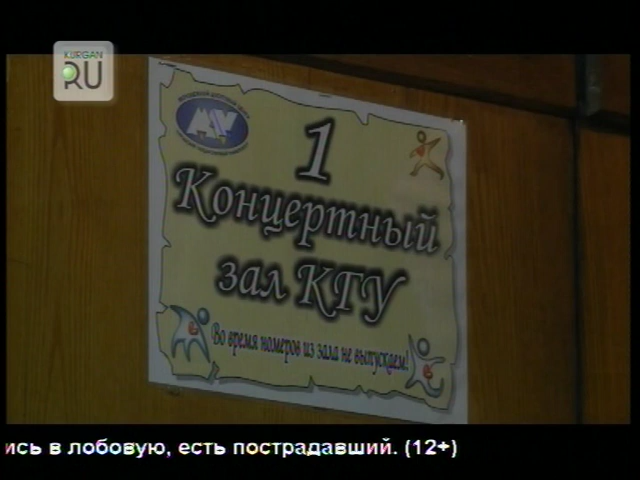 KURGAN
RU
1
Концертный
зал КГУ
Во время номеров из зала не выпускаем!
ись в лобовую, есть пострадавший. (12+)